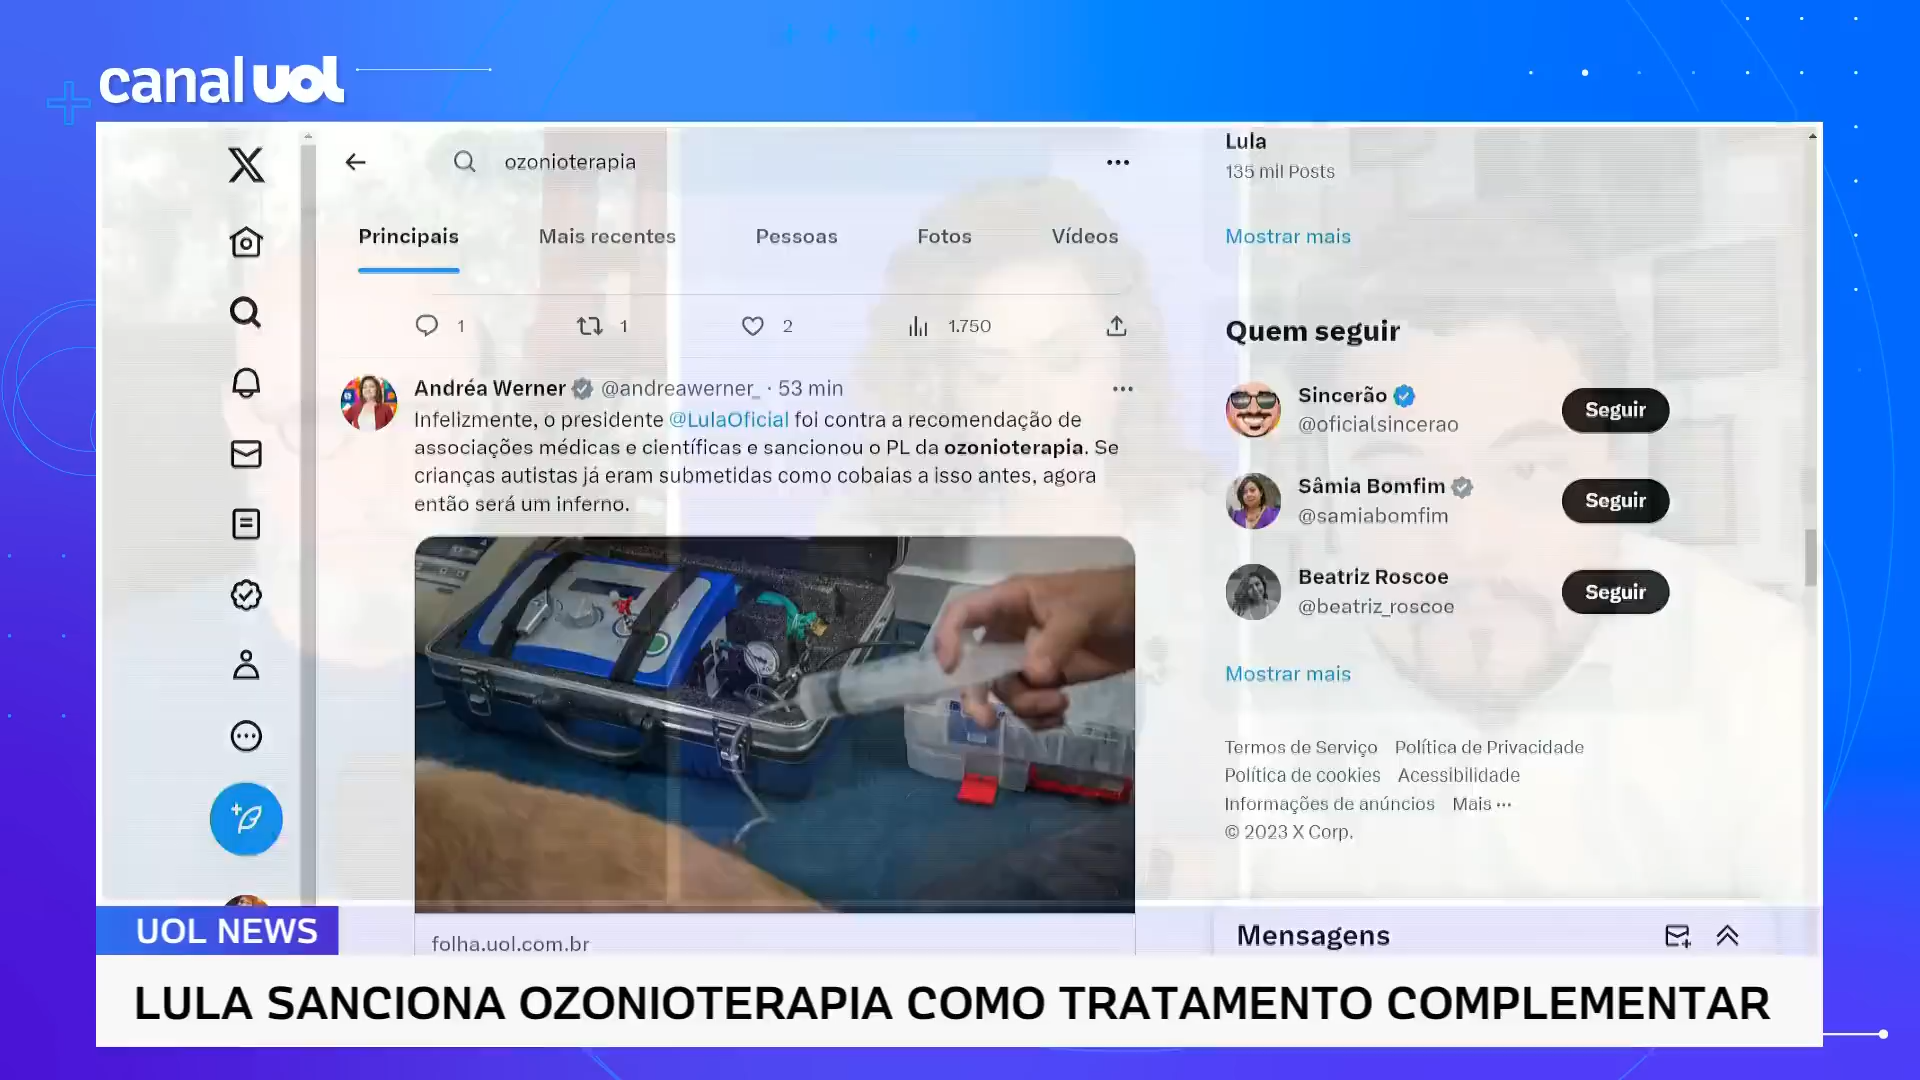 canal uol
ozonioterapia
Principais Mais recentes Pessoas Fotos Vídeos
1 1 2 1.750
Andréa Werner @andreawerner_ · 53 min
Infelizmente, o presidente @LulaOficial foi contra a recomendação de
associações médicas e científicas e sancionou o PL da ozonioterapia. Se
crianças autistas já eram submetidas como cobaias a isso antes, agora
então será um inferno.
folha.uol.com.br
Lula
135 mil Posts
Mostrar mais
Quem seguir
Sincerão
@oficialsincerao
Seguir
Sâmia Bomfim
@samiabomfim
Seguir
Beatriz Roscoe
@beatriz_roscoe
Seguir
Mostrar mais
Termos de Serviço Política de Privacidade
Política de cookies Acessibilidade
Informações de anúncios Mais ···
© 2023 X Corp.
Mensagens
UOL NEWS
LULA SANCIONA OZONIOTERAPIA COMO TRATAMENTO COMPLEMENTAR